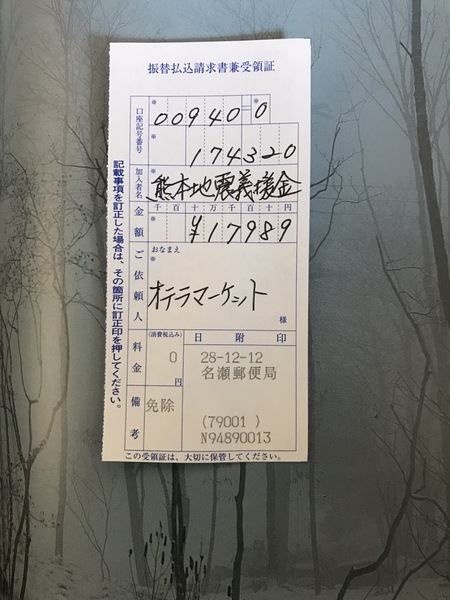 振替払込請求書兼受領証
口座記号番号
※
00940=0
※
174320
加入者名
※
熊本地震義援金
金額
千百十万千百十円
※
¥17989
ご依頼人
おなまえ
※
オテラマーケット
様
料金
(消費税込み)
0
円
日附印
28-12-12
名瀬郵便局
備考
免除
(79001 )
N94890013
記載事項を訂正した場合は、その箇所に訂正印を押してください。
この受領証は、大切に保管してください。